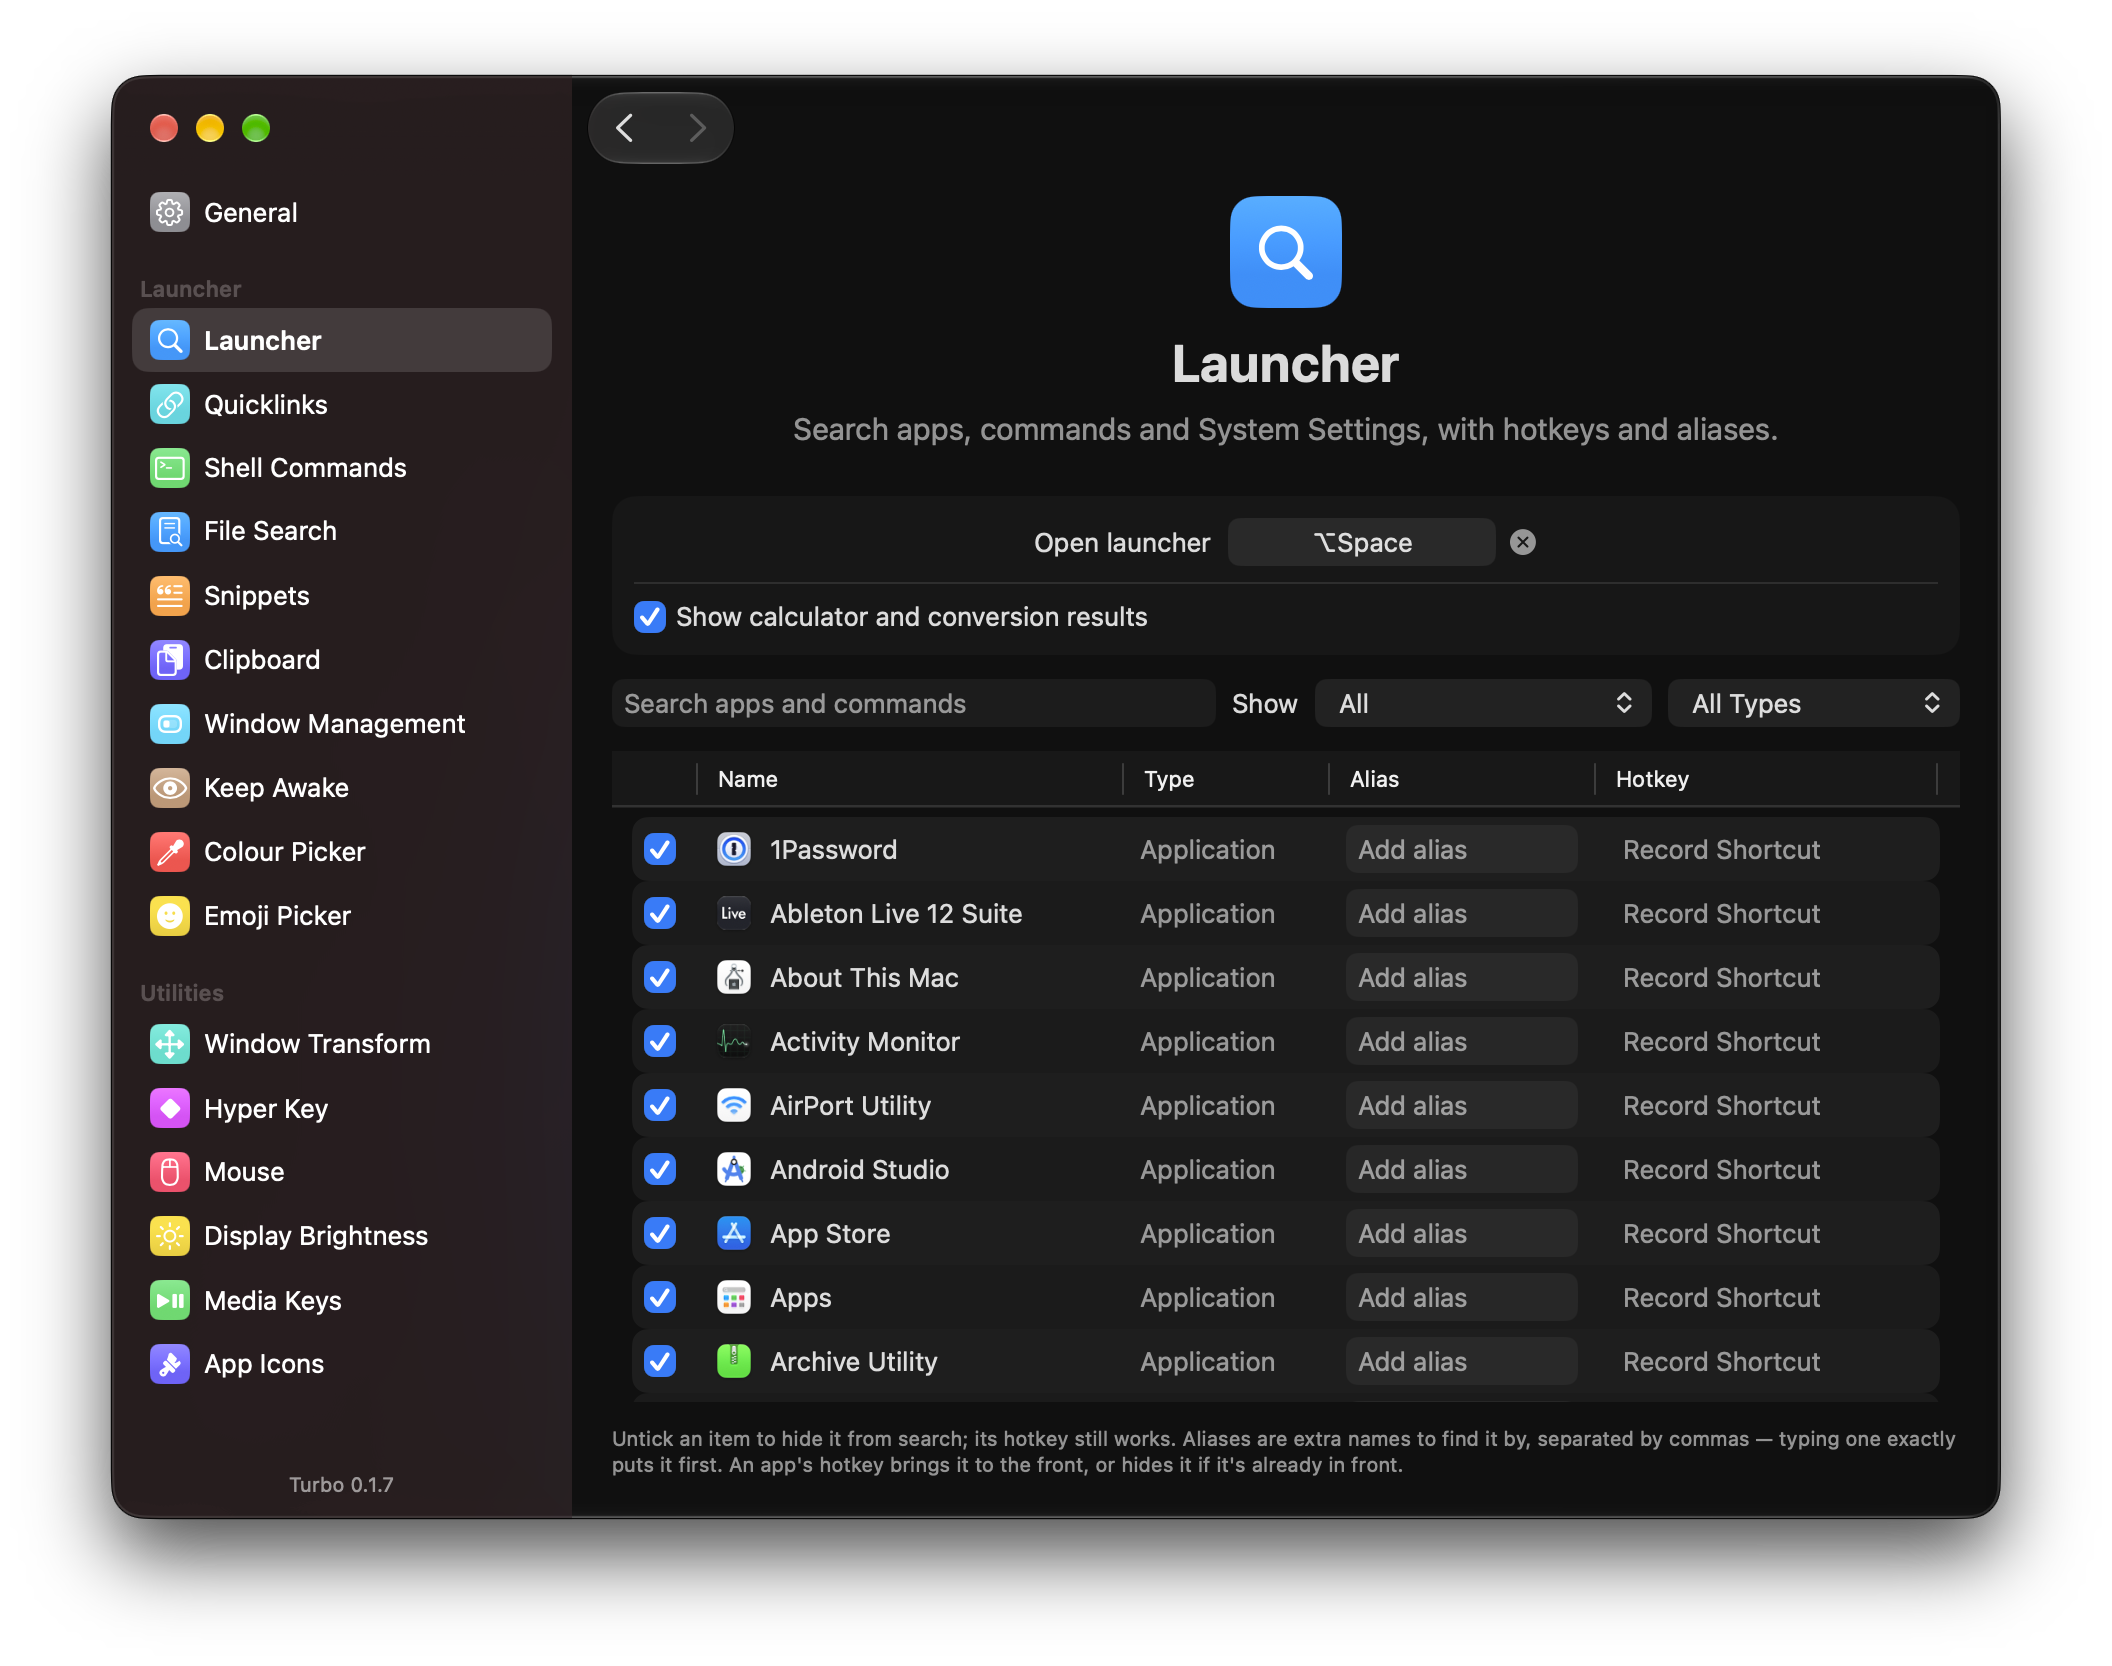 General
Launcher
Launcher
Quicklinks
Shell Commands
File Search
Snippets
Clipboard
Window Management
Keep Awake
Colour Picker
Emoji Picker
Utilities
Window Transform
Hyper Key
Mouse
Display Brightness
Media Keys
App Icons
Turbo 0.1.7
Launcher
Search apps, commands and System Settings, with hotkeys and aliases.
Open launcher ⌥Space
Show calculator and conversion results
Search apps and commands Show All All Types
Name Type Alias Hotkey
1Password Application Add alias Record Shortcut
Live Ableton Live 12 Suite Application Add alias Record Shortcut
About This Mac Application Add alias Record Shortcut
Activity Monitor Application Add alias Record Shortcut
AirPort Utility Application Add alias Record Shortcut
Android Studio Application Add alias Record Shortcut
App Store Application Add alias Record Shortcut
Apps Application Add alias Record Shortcut
Archive Utility Application Add alias Record Shortcut
Untick an item to hide it from search; its hotkey still works. Aliases are extra names to find it by, separated by commas — typing one exactly
puts it first. An app's hotkey brings it to the front, or hides it if it's already in front.